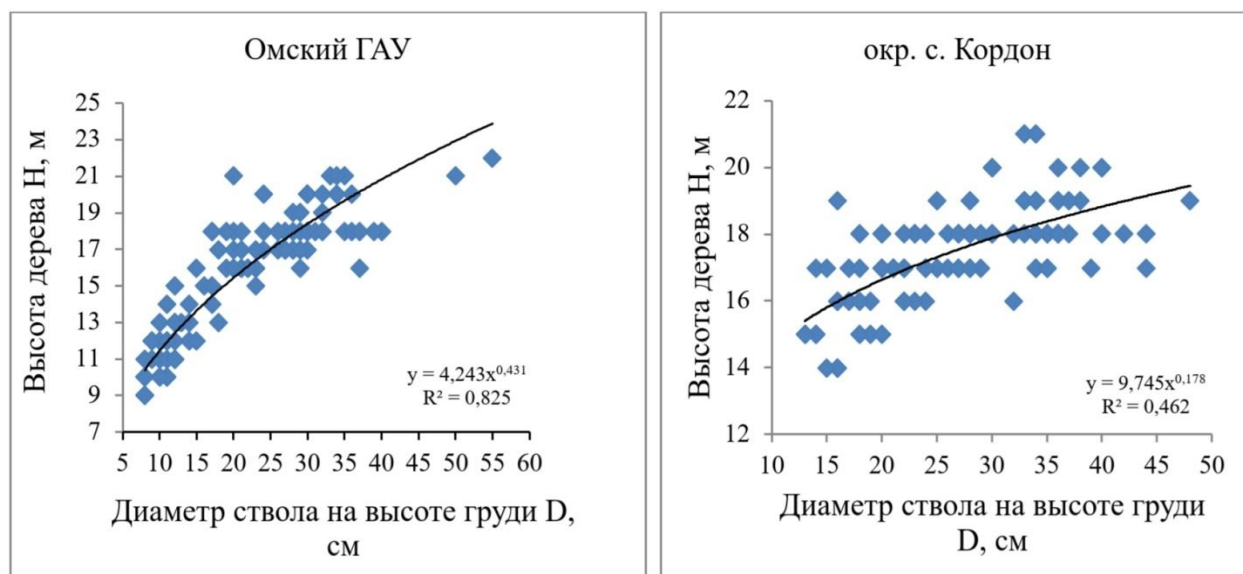 Омский ГАУ
Высота дерева H, м
25
23
21
19
17
15
13
11
9
7
y = 4,243x^0,431
R² = 0,825
5 10 15 20 25 30 35 40 45 50 55 60
Диаметр ствола на высоте груди D,
см
окр. с. Кордон
Высота дерева H, м
22
20
18
16
14
12
y = 9,745x^0,178
R² = 0,462
10 15 20 25 30 35 40 45 50
Диаметр ствола на высоте груди
D, см